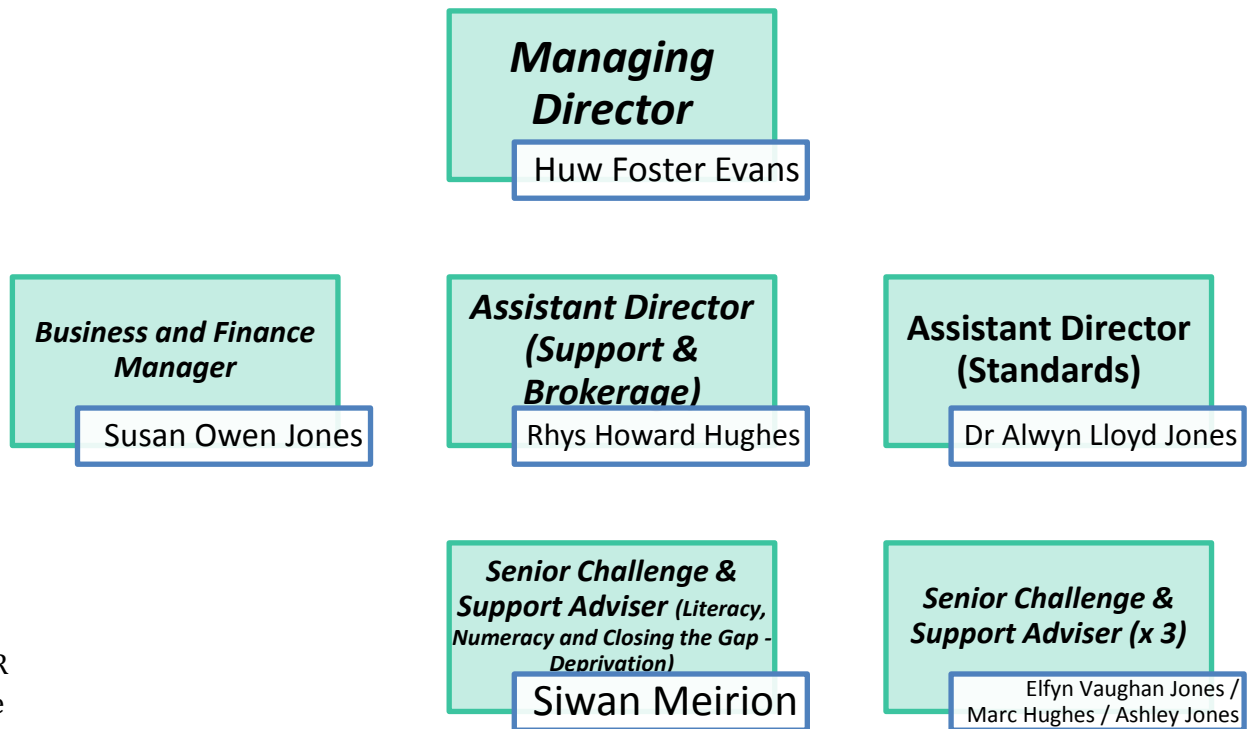 Managing
Director
Huw Foster Evans
Business and Finance
Manager
Susan Owen Jones
Assistant Director
(Support &
Brokerage)
Rhys Howard Hughes
Assistant Director
(Standards)
Dr Alwyn Lloyd Jones
Senior Challenge &
Support Adviser (Literacy,
Numeracy and Closing the Gap -
Deprivation)
Siwan Meirion
Senior Challenge &
Support Adviser (x 3)
Elfyn Vaughan Jones /
Marc Hughes / Ashley Jones
R
e